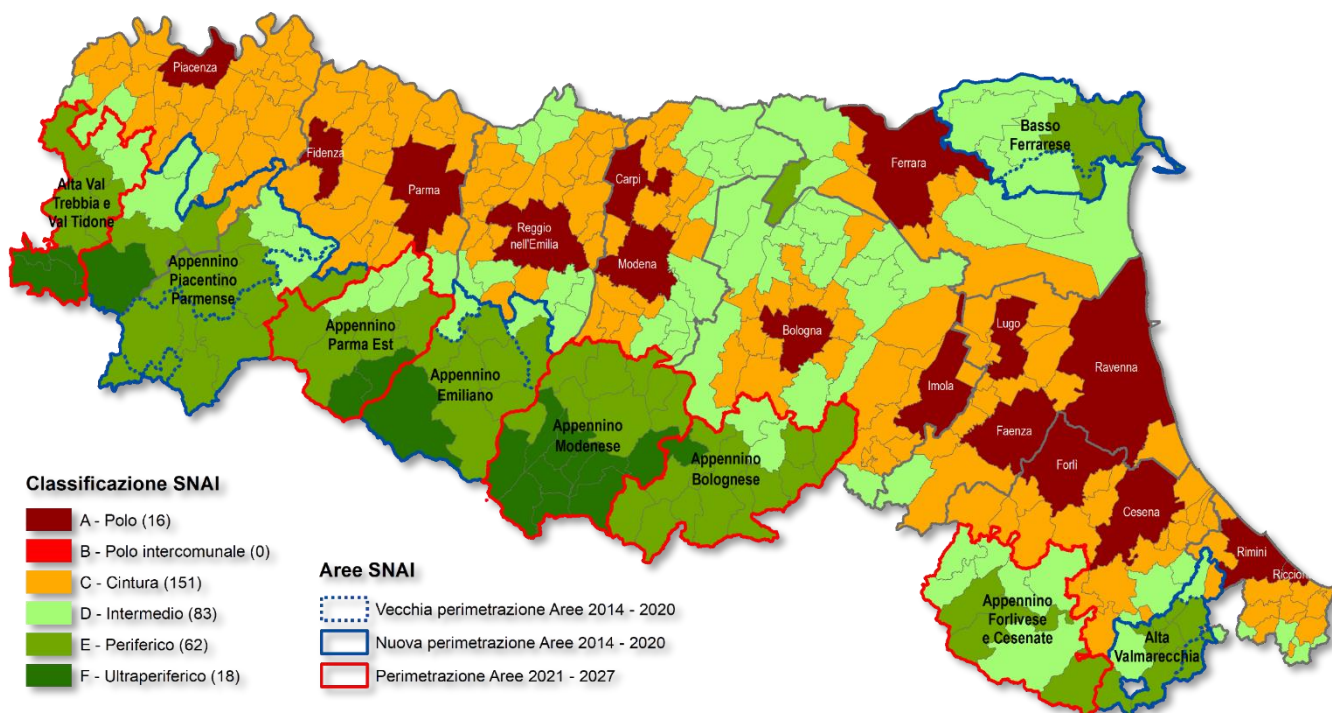 Piacenza
Fidenza
Parma
Carpi
Reggio
nell'Emilia
Modena
Ferrara
Basso
Ferrarese
Alta Val
Trebbia e
Val Tidone
Appennino
Piacentino
Parmense
Appennino
Parma Est
Appennino
Emiliano
Appennino
Modenese
Appennino
Bolognese
Bologna
Imola
Lugo
Ravenna
Faenza
Forlì
Cesena
Rimini
Riccione
Appennino
Forlivese
e Cesenate
Alta
Valmarecchia
Classificazione SNAI
A - Polo (16)
B - Polo intercomunale (0)
C - Cintura (151)
D - Intermedio (83)
E - Periferico (62)
F - Ultraperiferico (18)
Aree SNAI
Vecchia perimetrazione Aree 2014 - 2020
Nuova perimetrazione Aree 2014 - 2020
Perimetrazione Aree 2021 - 2027